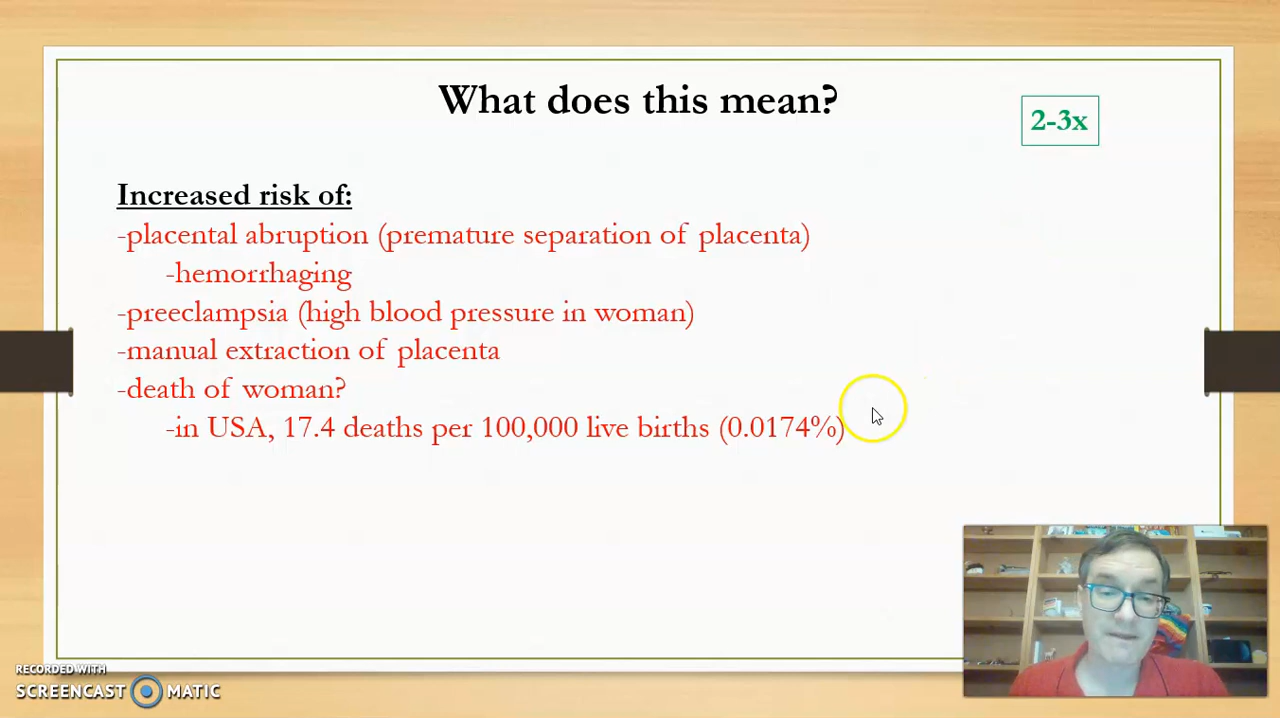 What does this mean?
2-3x
Increased risk of:
-placental abruption (premature separation of placenta)
-hemorrhaging
-preeclampsia (high blood pressure in woman)
-manual extraction of placenta
-death of woman?
-in USA, 17.4 deaths per 100,000 live births (0.0174%)
RECORDED WITH
SCREENCAST MATIC